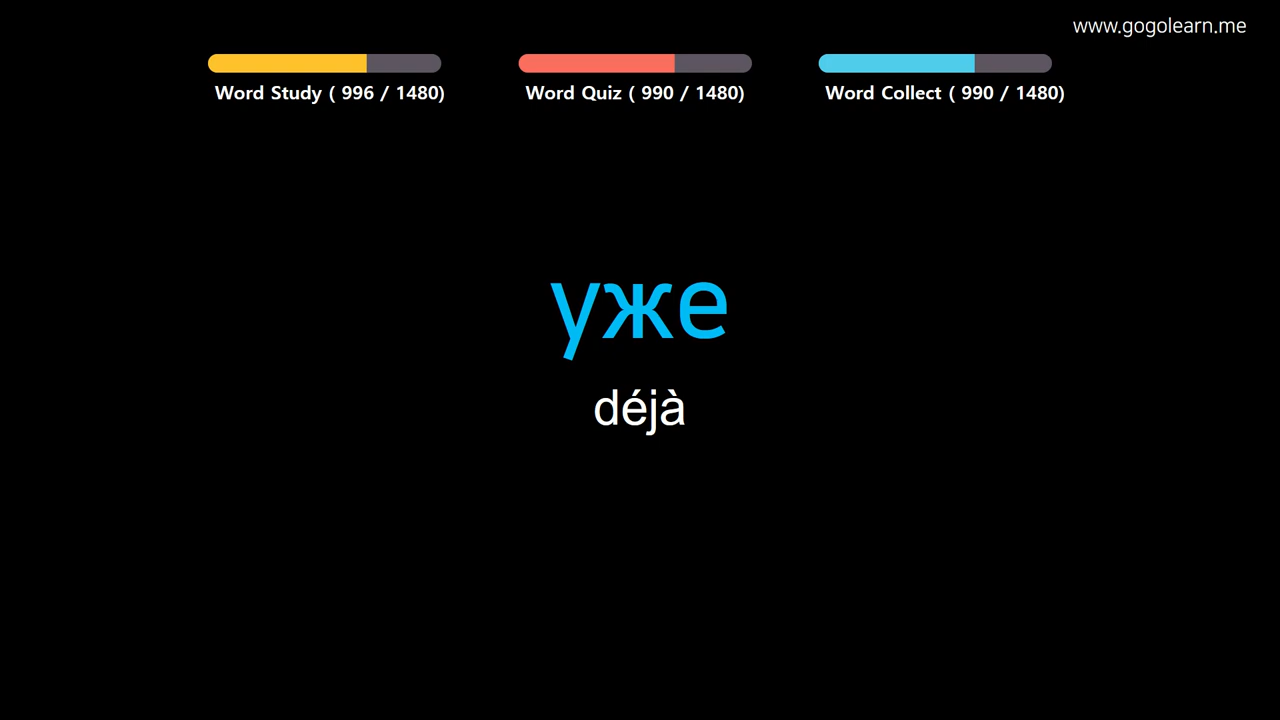 www.gogolearn.me
Word Study ( 996 / 1480)
Word Quiz ( 990 / 1480)
Word Collect ( 990 / 1480)
уже
déjà